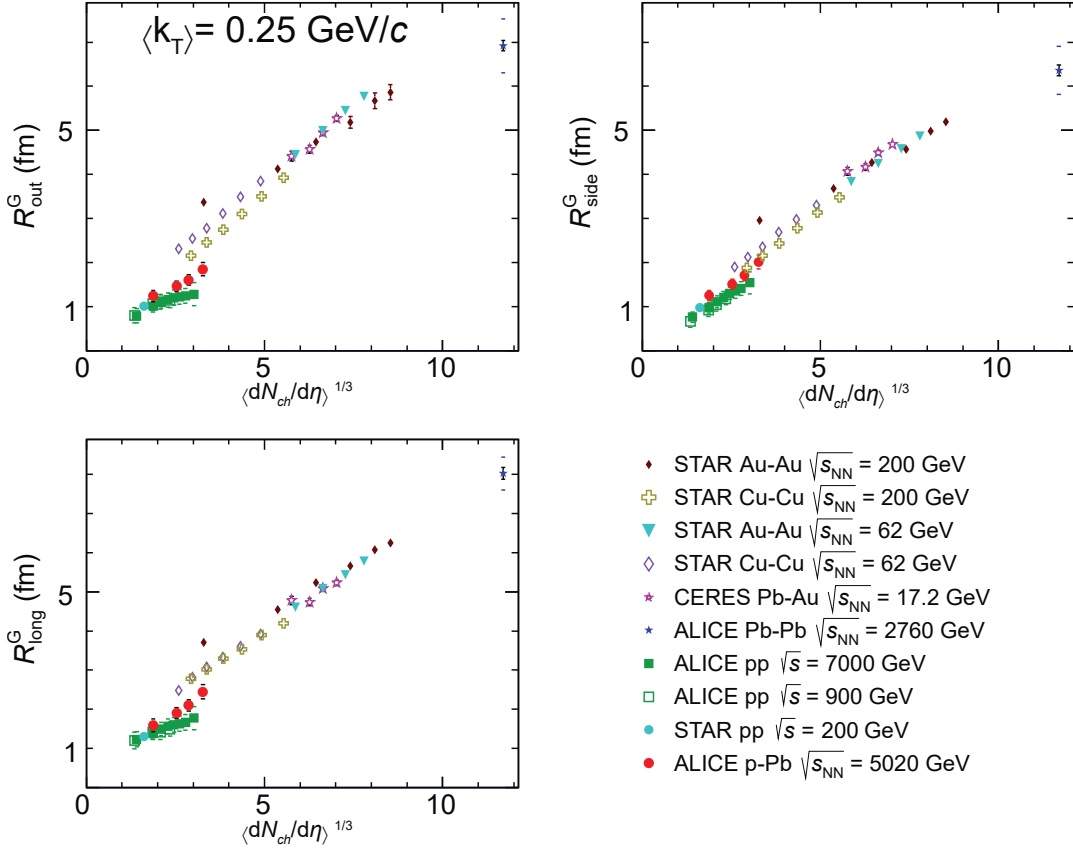 ⟨k_T⟩= 0.25 GeV/c
R^G_out (fm)
5
1
0 5 10
⟨dN_ch/dη⟩ ^1/3
R^G_side (fm)
5
1
0 5 10
⟨dN_ch/dη⟩ ^1/3
R^G_long (fm)
5
1
0 5 10
⟨dN_ch/dη⟩ ^1/3
STAR Au-Au √s_NN = 200 GeV
STAR Cu-Cu √s_NN = 200 GeV
STAR Au-Au √s_NN = 62 GeV
STAR Cu-Cu √s_NN = 62 GeV
CERES Pb-Au √s_NN = 17.2 GeV
ALICE Pb-Pb √s_NN = 2760 GeV
ALICE pp √s = 7000 GeV
ALICE pp √s = 900 GeV
STAR pp √s = 200 GeV
ALICE p-Pb √s_NN = 5020 GeV